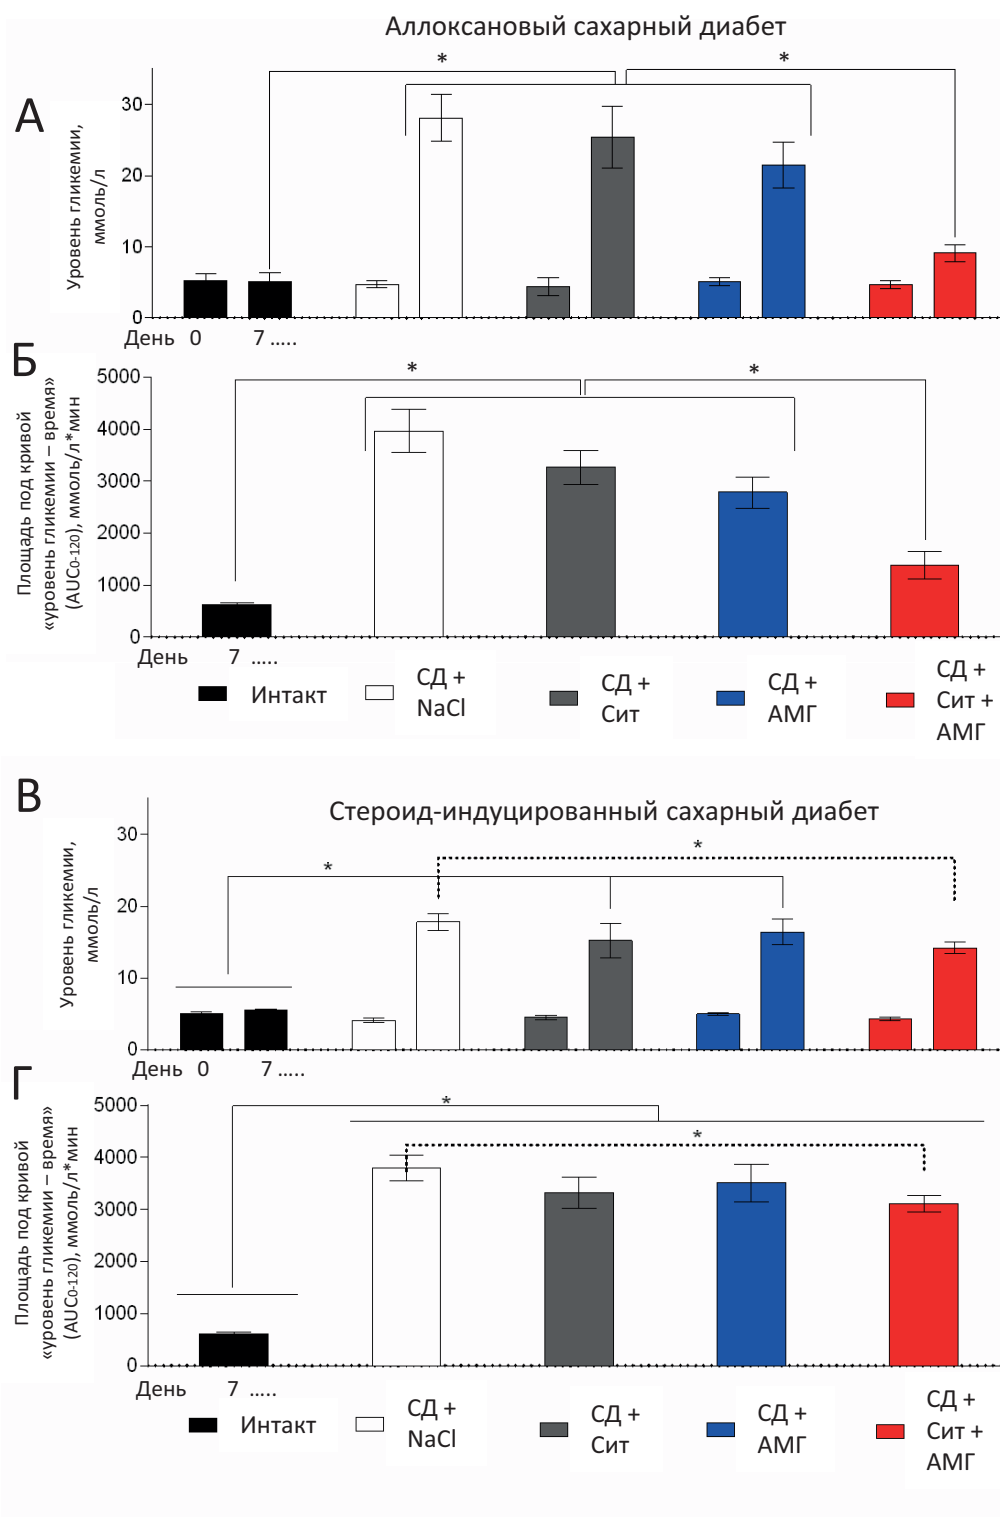 Аллоксановый сахарный диабет
А
Уровень гликемии,
ммоль/л
30
20
10
0
*
*
День 0 7 .....
Б
Площадь под кривой
«уровень гликемии – время»
(AUC0-120), ммоль/л*мин
5000
4000
3000
2000
1000
0
*
*
День 7 .....
Интакт
СД +
NaCl
СД +
Сит
СД +
АМГ
СД +
Сит +
АМГ
В
Стероид-индуцированный сахарный диабет
Уровень гликемии,
ммоль/л
30
20
10
0
*
*
День 0 7 .....
Г
Площадь под кривой
«уровень гликемии – время»
(AUC0-120), ммоль/л*мин
5000
4000
3000
2000
1000
0
*
*
День 7 .....
Интакт
СД +
NaCl
СД +
Сит
СД +
АМГ
СД +
Сит +
АМГ